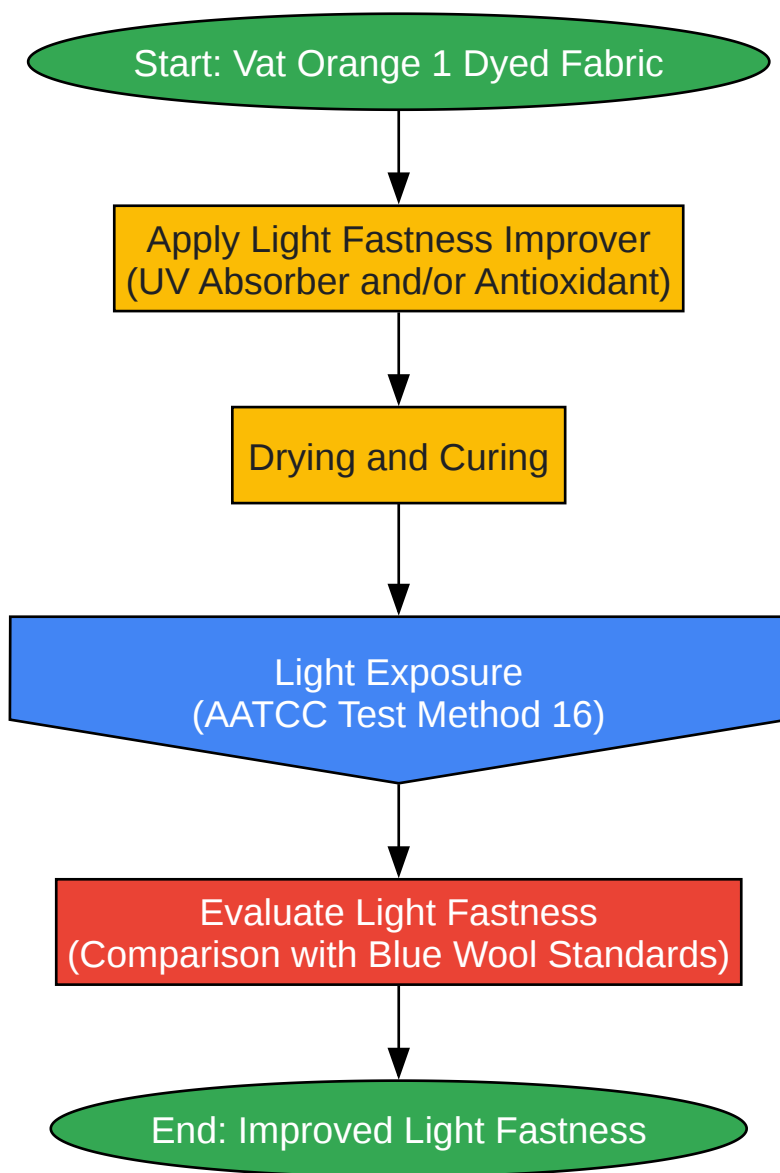 Start: Vat Orange 1 Dyed Fabric
Apply Light Fastness Improver
(UV Absorber and/or Antioxidant)
Drying and Curing
Light Exposure
(AATCC Test Method 16)
Evaluate Light Fastness
(Comparison with Blue Wool Standards)
End: Improved Light Fastness